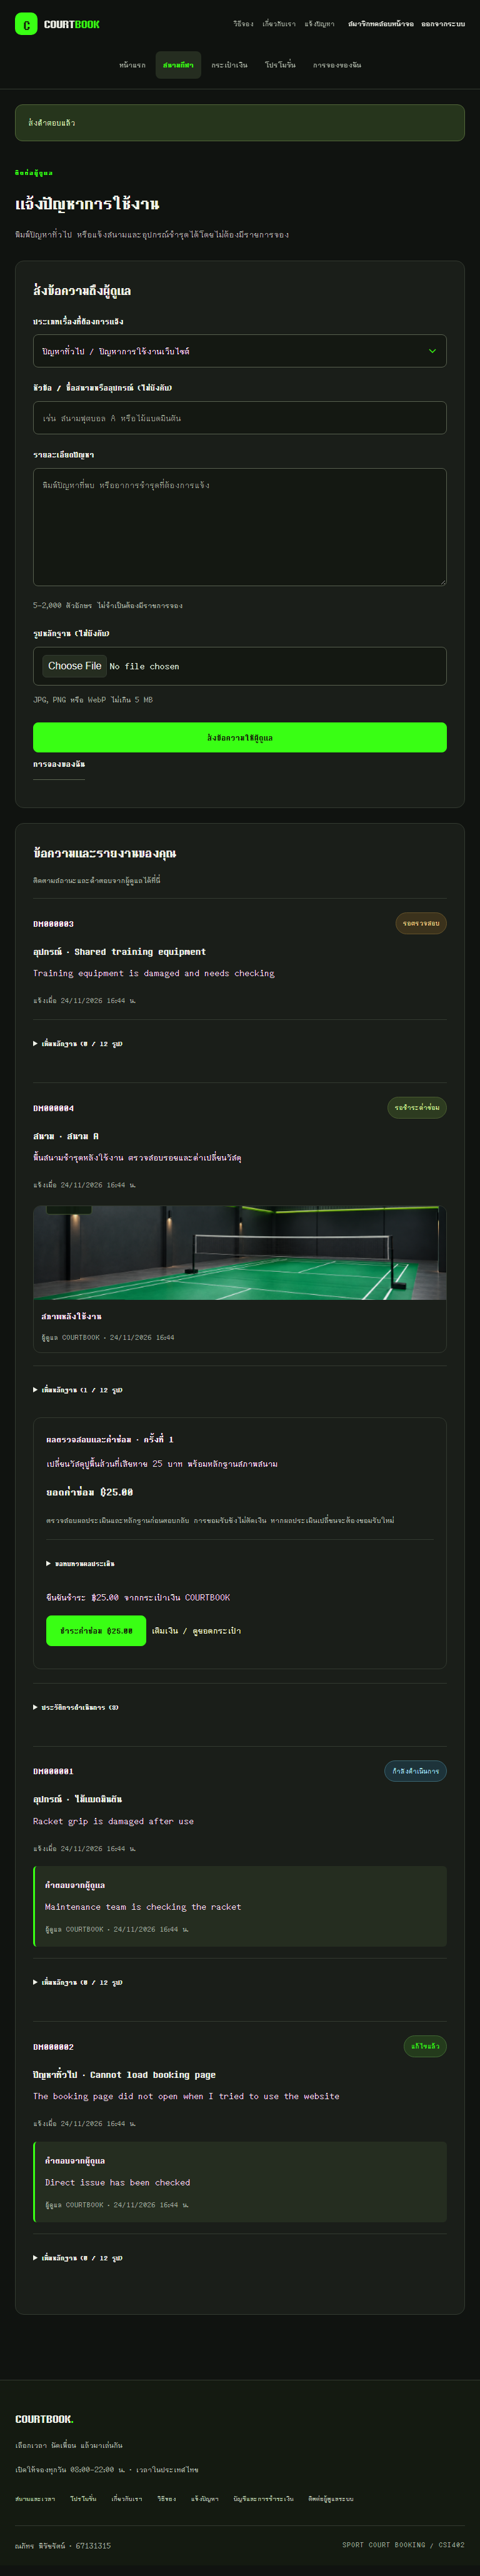 C COURTBOOK
วิธีจอง เกี่ยวกับเรา แจ้งปัญหา สมาชิกทดสอบหน้าจอ ออกจากระบบ
หน้าแรก สนามกีฬา กระเป๋าเงิน โปรโมชั่น การจองของฉัน
ส่งคำตอบแล้ว
ติดต่อผู้ดูแล
แจ้งปัญหาการใช้งาน
พิมพ์ปัญหาทั่วไป หรือแจ้งสนามและอุปกรณ์ชำรุดได้โดยไม่ต้องมีรายการจอง
ส่งข้อความถึงผู้ดูแล
ประเภทเรื่องที่ต้องการแจ้ง
ปัญหาทั่วไป / ปัญหาการใช้งานเว็บไซต์
หัวข้อ / ชื่อสนามหรืออุปกรณ์ (ไม่บังคับ)
เช่น สนามฟุตบอล A หรือไม้แบดมินตัน
รายละเอียดปัญหา
พิมพ์ปัญหาที่พบ หรืออาการชำรุดที่ต้องการแจ้ง
5–2,000 ตัวอักษร ไม่จำเป็นต้องมีรายการจอง
รูปหลักฐาน (ไม่บังคับ)
Choose File No file chosen
JPG, PNG หรือ WebP ไม่เกิน 5 MB
ส่งข้อความให้ผู้ดูแล
การจองของฉัน
ข้อความและรายงานของคุณ
ติดตามสถานะและคำตอบจากผู้ดูแลได้ที่นี่
DM000003 รอตรวจสอบ
อุปกรณ์ · Shared training equipment
Training equipment is damaged and needs checking
แจ้งเมื่อ 24/11/2026 16:44 น.
▶ เพิ่มหลักฐาน (0 / 12 รูป)
DM000004 รอชำระค่าซ่อม
สนาม · สนาม A
พื้นสนามชำรุดหลังใช้งาน ตรวจสอบรอยและค่าเปลี่ยนวัสดุ
แจ้งเมื่อ 24/11/2026 16:44 น.
สภาพหลังใช้งาน
ผู้ดูแล COURTBOOK · 24/11/2026 16:44
▶ เพิ่มหลักฐาน (1 / 12 รูป)
ผลตรวจสอบและค่าซ่อม · ครั้งที่ 1
เปลี่ยนวัสดุปูพื้นส่วนที่เสียหาย 25 บาท พร้อมหลักฐานสภาพสนาม
ยอดค่าซ่อม ฿25.00
ตรวจสอบผลประเมินและหลักฐานก่อนตอบกลับ การยอมรับยังไม่ตัดเงิน หากผลประเมินเปลี่ยนจะต้องยอมรับใหม่
▶ ขอทบทวนผลประเมิน
ยืนยันชำระ ฿25.00 จากกระเป๋าเงิน COURTBOOK
ชำระค่าซ่อม ฿25.00 เติมเงิน / ดูยอดกระเป๋า
▶ ประวัติการดำเนินการ (3)
DM000001 กำลังดำเนินการ
อุปกรณ์ · ไม้แบดมินตัน
Racket grip is damaged after use
แจ้งเมื่อ 24/11/2026 16:44 น.
คำตอบจากผู้ดูแล
Maintenance team is checking the racket
ผู้ดูแล COURTBOOK · 24/11/2026 16:44 น.
▶ เพิ่มหลักฐาน (0 / 12 รูป)
DM000002 แก้ไขแล้ว
ปัญหาทั่วไป · Cannot load booking page
The booking page did not open when I tried to use the website
แจ้งเมื่อ 24/11/2026 16:44 น.
คำตอบจากผู้ดูแล
Direct issue has been checked
ผู้ดูแล COURTBOOK · 24/11/2026 16:44 น.
▶ เพิ่มหลักฐาน (0 / 12 รูป)
COURTBOOK.
เลือกเวลา นัดเพื่อน แล้วมาเล่นกัน
เปิดให้จองทุกวัน 08:00–22:00 น. · เวลาในประเทศไทย
สนามและเวลา โปรโมชั่น เกี่ยวกับเรา วิธีจอง แจ้งปัญหา บัญชีและการชำระเงิน ติดต่อผู้ดูแลระบบ
67131315
SPORT COURT BOOKING / CSI402